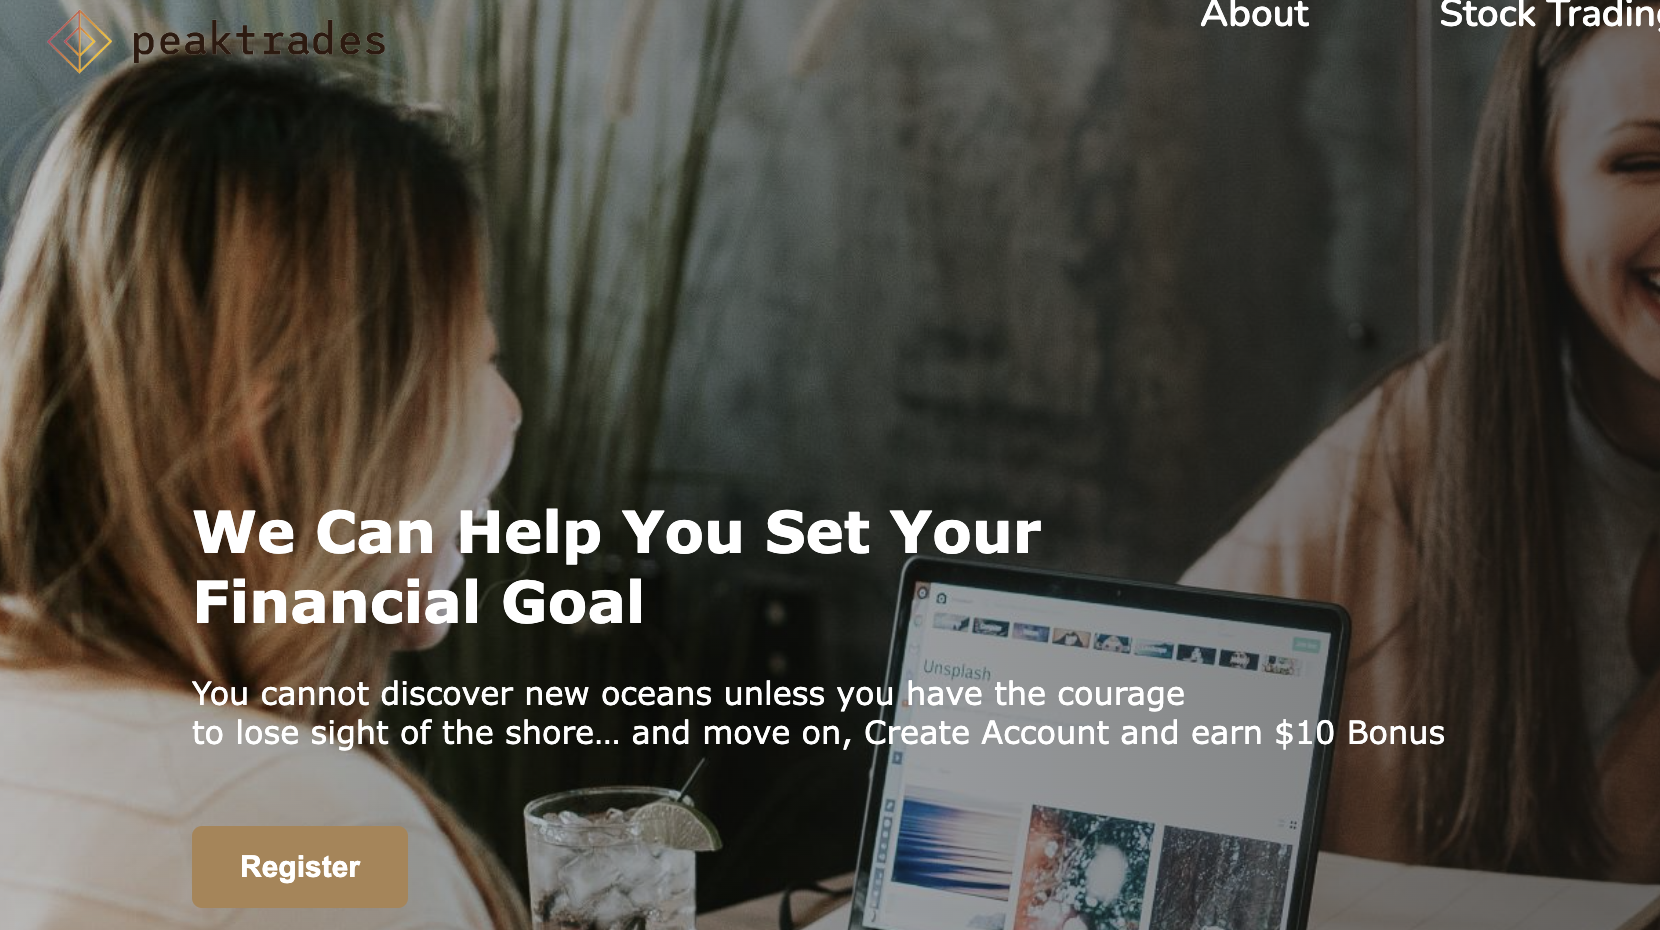 peaktrades
About
Stock Trading
We Can Help You Set Your
Financial Goal
Unsplash
You cannot discover new oceans unless you have the courage
to lose sight of the shore... and move on, Create Account and earn $10 Bonus
Register